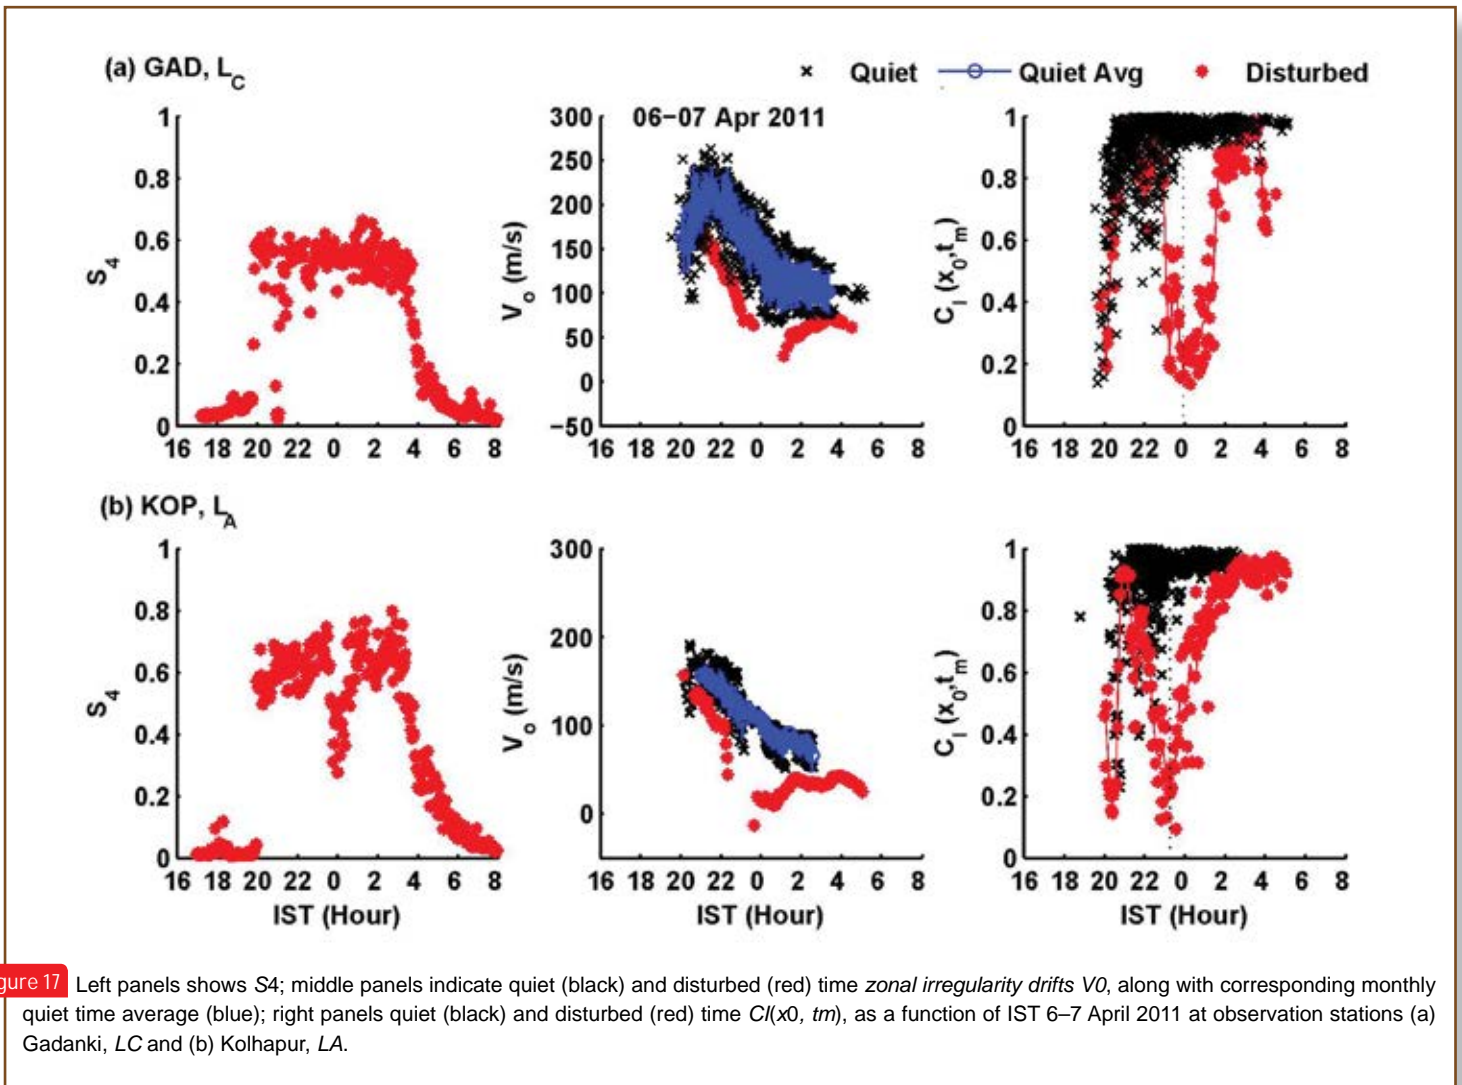 (a) GAD, LC
Quiet Quiet Avg Disturbed
1
0.8
0.6
0.4
0.2
0
S4
16 18 20 22 0 2 4 6 8
06−07 Apr 2011
300
250
200
150
100
50
0
−50
Vo (m/s)
16 18 20 22 0 2 4 6 8
1
0.8
0.6
0.4
0.2
0
CI (x0,tm)
16 18 20 22 0 2 4 6 8
(b) KOP, LA
1
0.8
0.6
0.4
0.2
0
S4
16 18 20 22 0 2 4 6 8
IST (Hour)
300
200
100
0
Vo (m/s)
16 18 20 22 0 2 4 6 8
IST (Hour)
1
0.8
0.6
0.4
0.2
0
CI (x0,tm)
16 18 20 22 0 2 4 6 8
IST (Hour)
gure 17 Left panels shows S4; middle panels indicate quiet (black) and disturbed (red) time zonal irregularity drifts V0, along with corresponding monthly
quiet time average (blue); right panels quiet (black) and disturbed (red) time CI(x0, tm), as a function of IST 6–7 April 2011 at observation stations (a)
Gadanki, LC and (b) Kolhapur, LA.